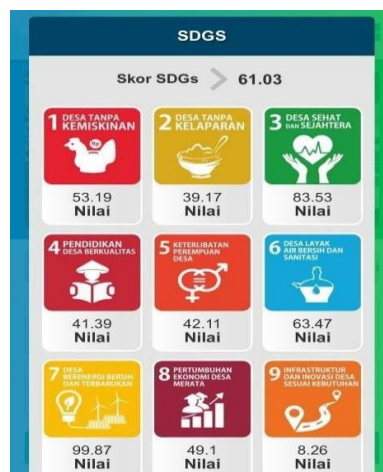 SDGS
Skor SDGs > 61.03
1 DESA TANPA
KEMISKINAN
Rp
53.19
Nilai
2 DESA TANPA
KELAPARAN
39.17
Nilai
3 DESA SEHAT
DAN SEJAHTERA
83.53
Nilai
4 PENDIDIKAN
DESA BERKUALITAS
41.39
Nilai
5 KETERLIBATAN
PEREMPUAN
DESA
42.11
Nilai
6 DESA LAYAK
AIR BERSIH DAN
SANITASI
63.47
Nilai
7 DESA
BERENERGI BERSIH
DAN TERBARUKAN
99.87
Nilai
8 PERTUMBUHAN
EKONOMI DESA
MERATA
49.1
Nilai
9 INFRASTRUKTUR
DAN INOVASI DESA
SESUAI KEBUTUHAN
8.26
Nilai